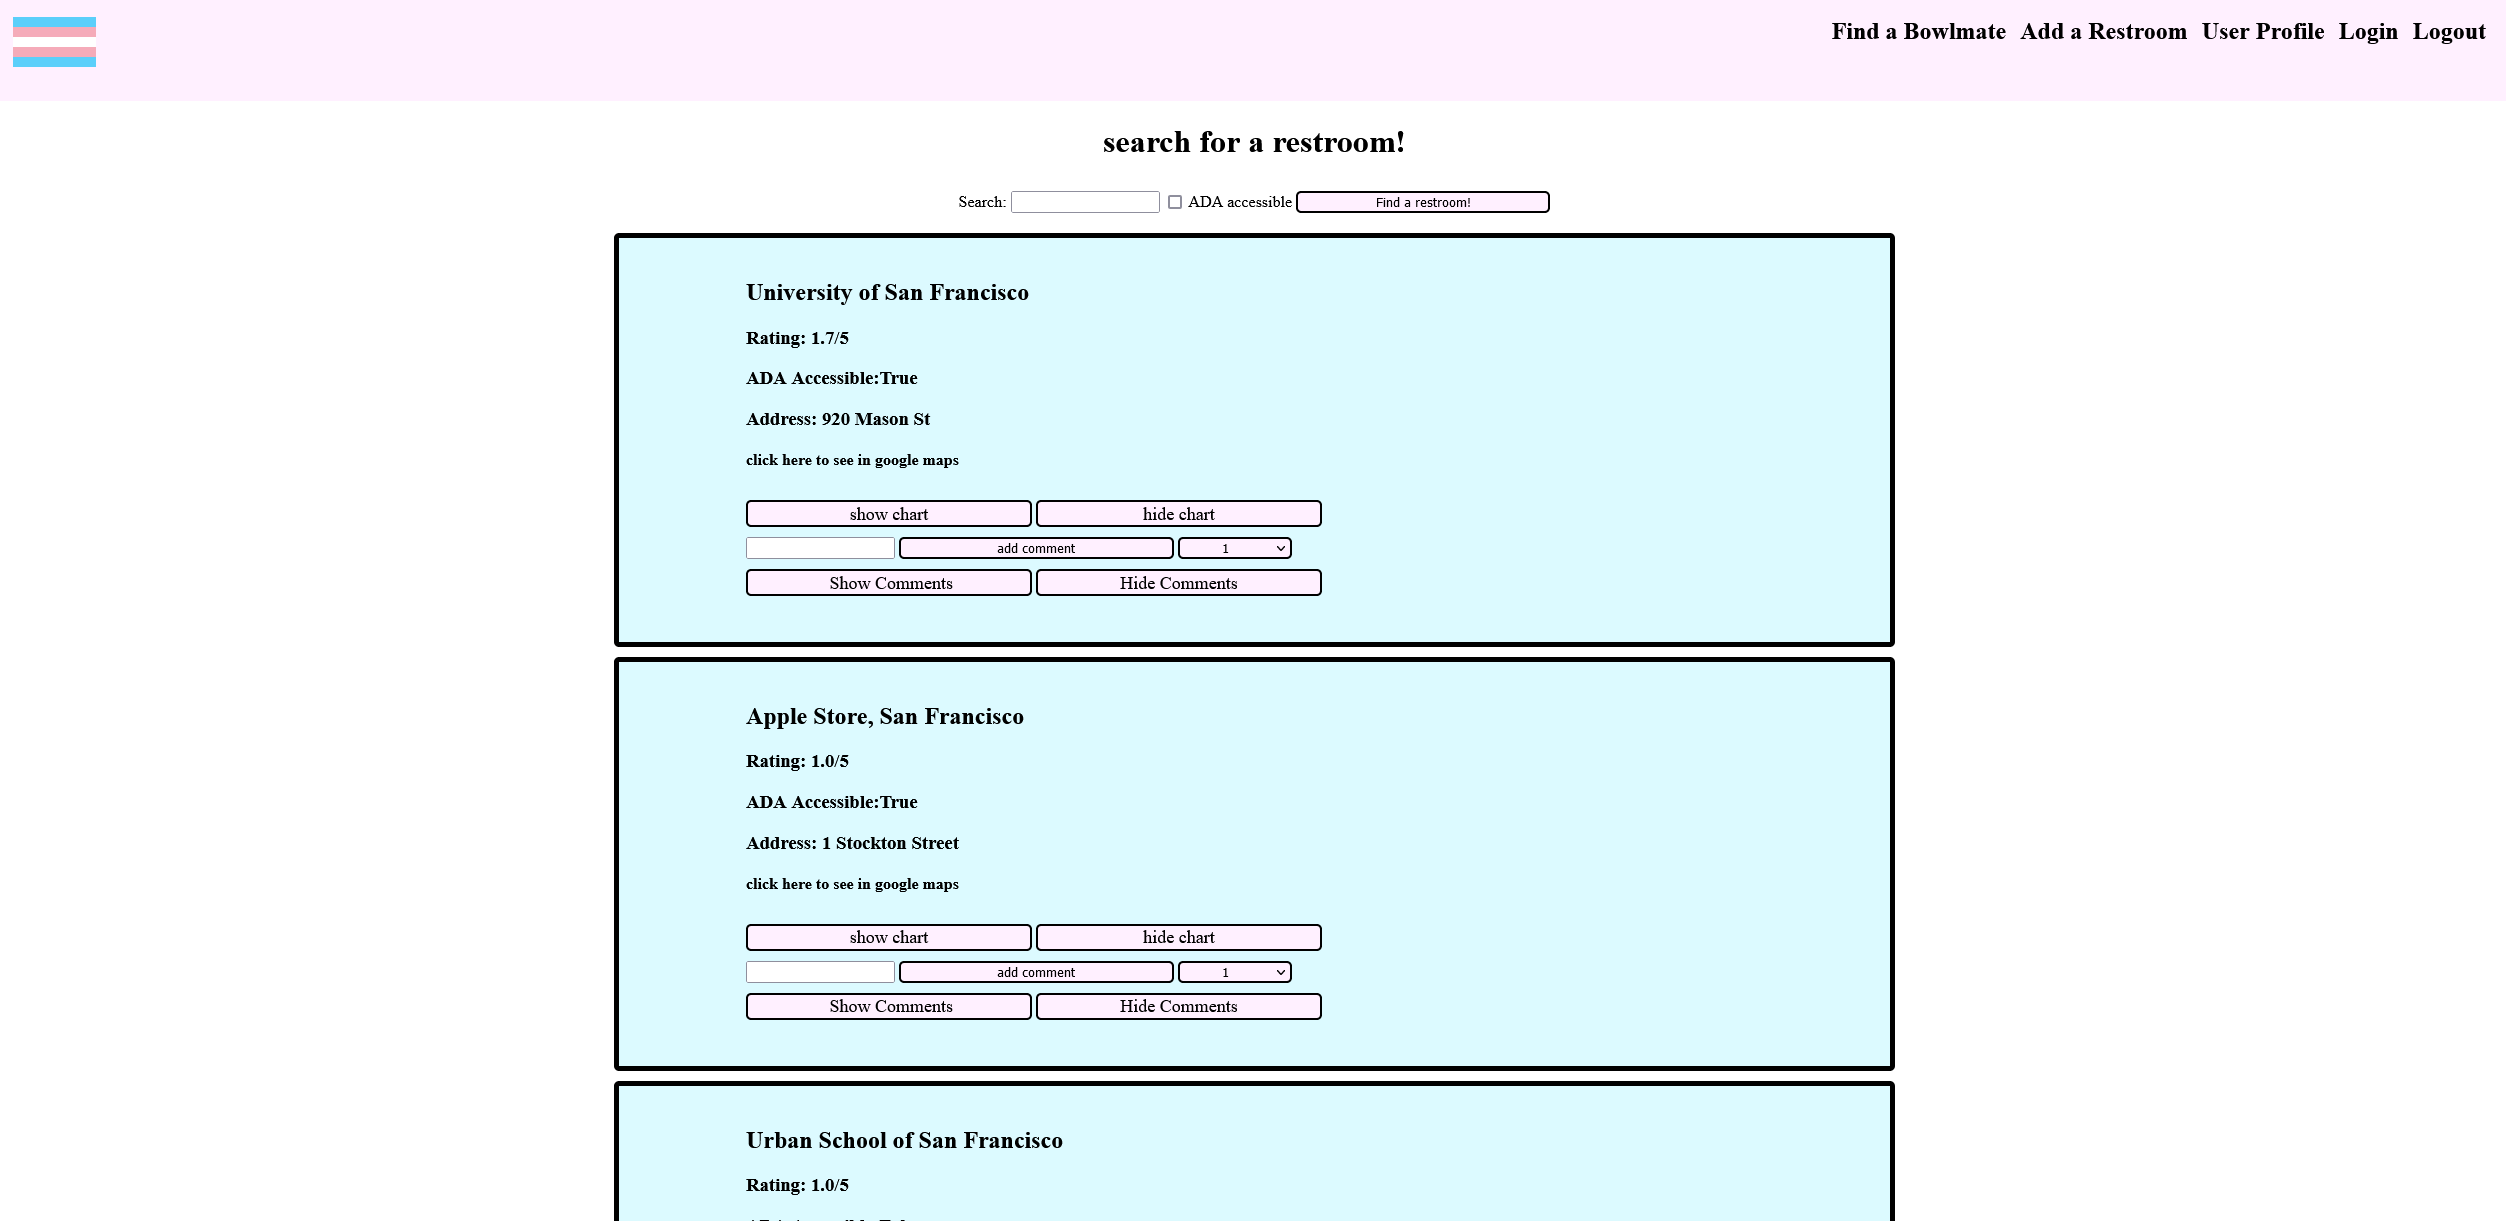 Find a Bowlmate Add a Restroom User Profile Login Logout
search for a restroom!
Search: ADA accessible Find a restroom!
University of San Francisco
Rating: 1.7/5
ADA Accessible:True
Address: 920 Mason St
click here to see in google maps
show chart hide chart
add comment 1
Show Comments Hide Comments
Apple Store, San Francisco
Rating: 1.0/5
ADA Accessible:True
Address: 1 Stockton Street
click here to see in google maps
show chart hide chart
add comment 1
Show Comments Hide Comments
Urban School of San Francisco
Rating: 1.0/5